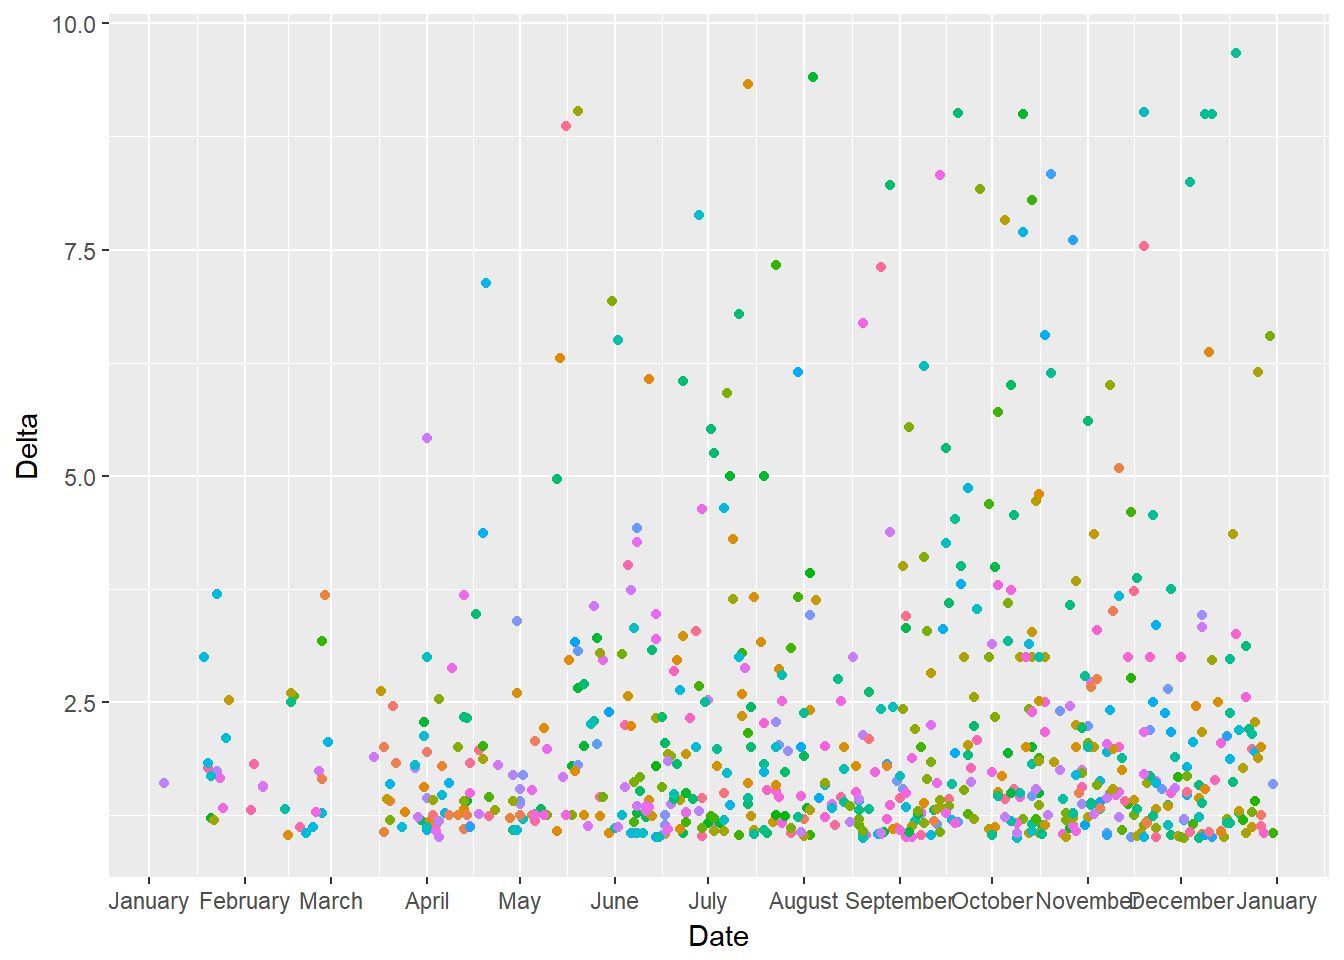 10.0
7.5
5.0
2.5
Delta
January February March April May June July August September October November December January
Date